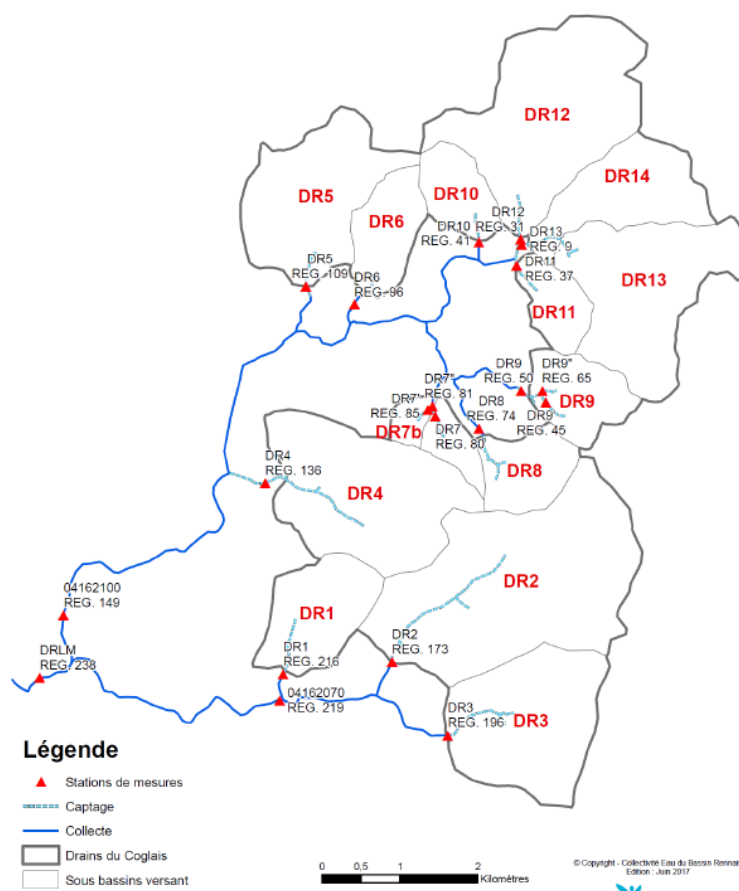 DR12
DR14
DR5
DR10
DR6
DR12
REG. 31
DR10
REG. 41
DR13
REG. 9
DR5
REG. 109
DR6
REG. 96
DR11
REG. 37
DR13
DR11
DR9
REG. 50
DR9"
REG. 65
DR7"
REG. 81
DR7'
REG. 85
DR8
REG. 74
DR9
DR9'
REG. 45
DR7b
DR7
REG. 80
DR8
DR4
REG. 136
DR4
DR2
04162100
REG. 149
DR1
DR2
REG. 173
DR1
REG. 216
DRLM
REG. 238
04162070
REG. 219
DR3
REG. 196
DR3
Légende
Stations de mesures
Captage
Collecte
Drains du Coglais
Sous bassins versant
0 0,5 1 2
Kilomètres
© Copyright - Collectivité Eau du Bassin Rennai
Edition : Juin 2017